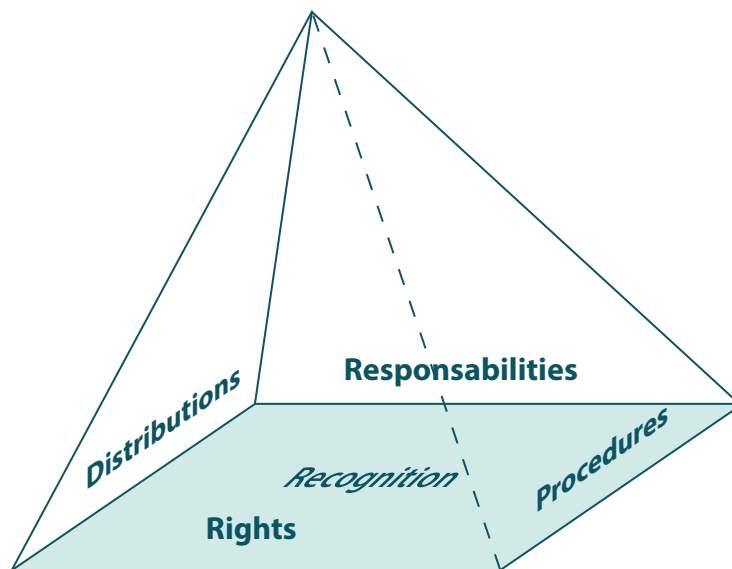 Responsabilities
Distributions
Procedures
Recognition
Rights